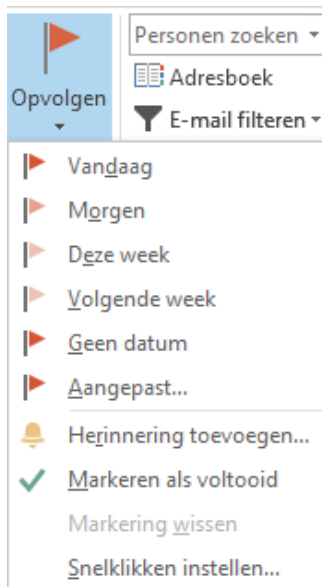 Opvolgen
Personen zoeken
Adresboek
E-mail filteren
Vandaag
Morgen
Deze week
Volgende week
Geen datum
Aangepast...
Herinnering toevoegen...
Markeren als voltooid
Markering wissen
Snelklikken instellen...